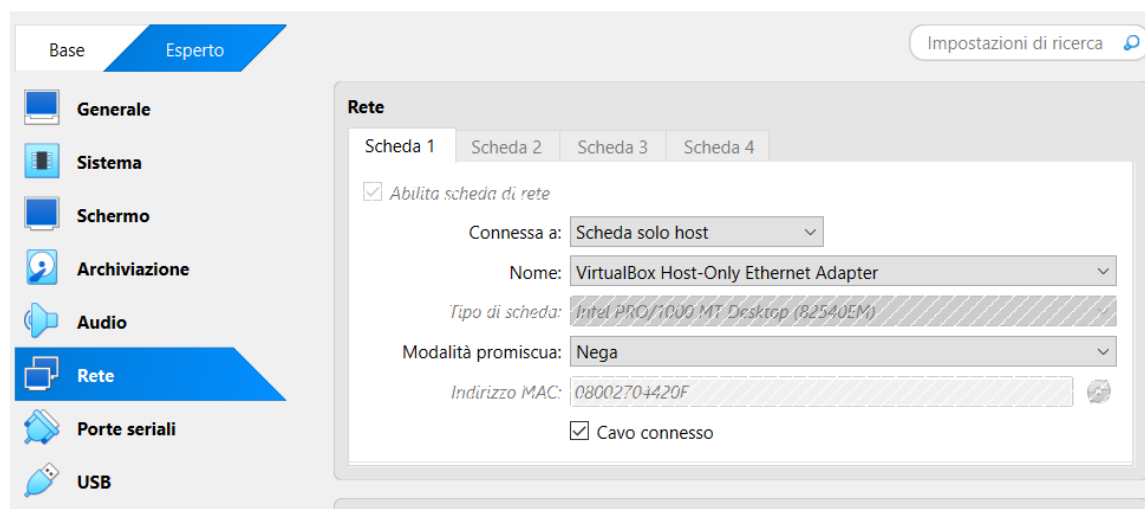 Base
Esperto
Impostazioni di ricerca
Generale
Sistema
Schermo
Archiviazione
Audio
Rete
Porte seriali
USB
Rete
Scheda 1 Scheda 2 Scheda 3 Scheda 4
Abilita scheda di rete
Connessa a: Scheda solo host
Nome: VirtualBox Host-Only Ethernet Adapter
Tipo di scheda: Intel PRO/1000 MT Desktop (82540EM)
Modalità promiscua: Nega
Indirizzo MAC: 08002704420F
Cavo connesso